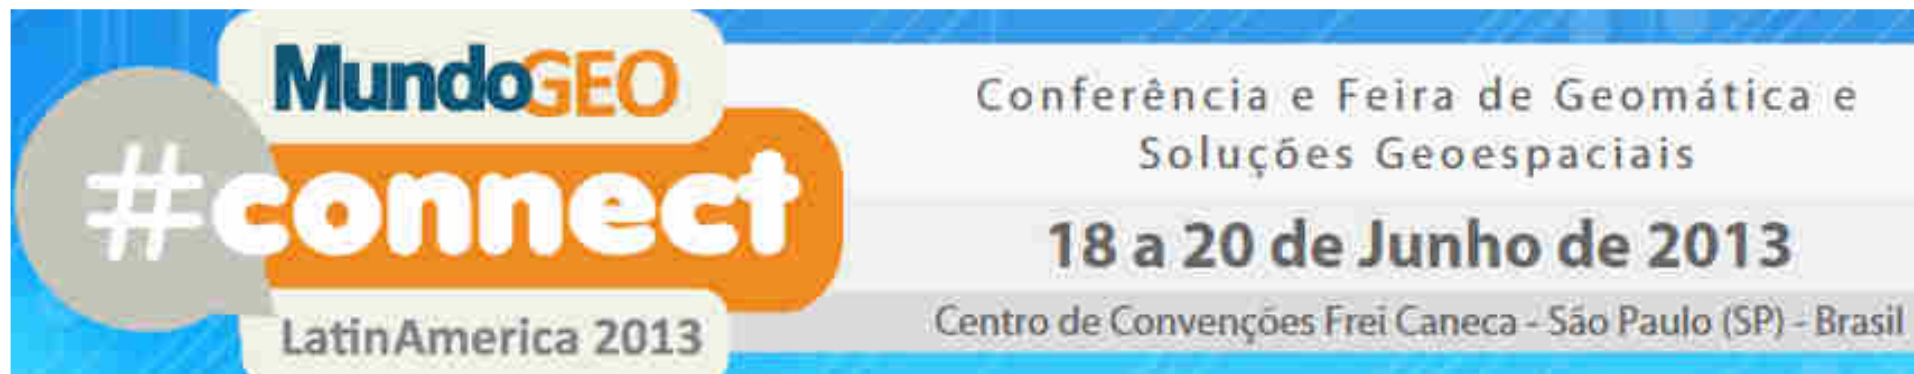 MundoGEO
#connect
LatinAmerica 2013
Conferência e Feira de Geomática e
Soluções Geoespaciais
18 a 20 de Junho de 2013
Centro de Convenções Frei Caneca - São Paulo (SP) - Brasil